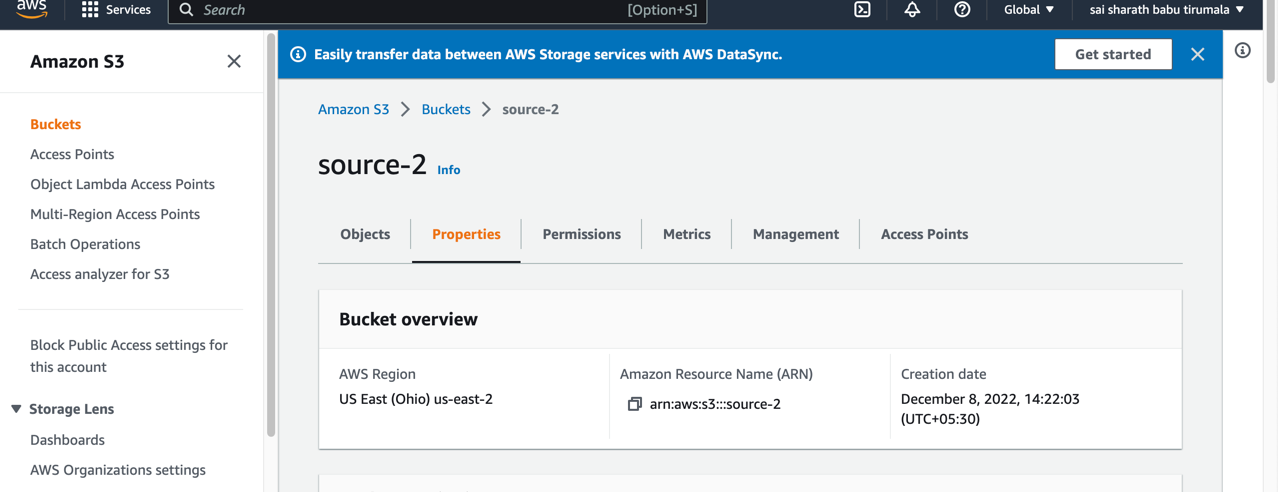 aws
Services
Search
[Option+S]
Global
sai sharath babu tirumala
Amazon S3
Easily transfer data between AWS Storage services with AWS DataSync.
Get started
Buckets
Access Points
Object Lambda Access Points
Multi-Region Access Points
Batch Operations
Access analyzer for S3
Block Public Access settings for
this account
Storage Lens
Dashboards
AWS Organizations settings
Amazon S3 > Buckets > source-2
source-2 Info
Objects
Properties
Permissions
Metrics
Management
Access Points
Bucket overview
AWS Region
US East (Ohio) us-east-2
Amazon Resource Name (ARN)
arn:aws:s3:::source-2
Creation date
December 8, 2022, 14:22:03
(UTC+05:30)